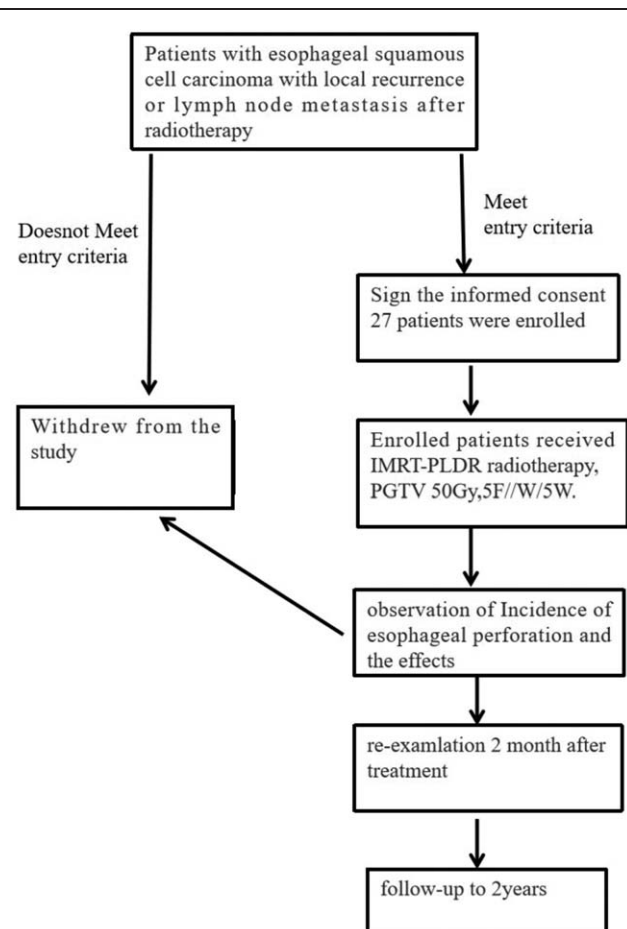 Patients with esophageal squamous
cell carcinoma with local recurrence
or lymph node metastasis after
radiotherapy
Doesnot Meet
entry criteria
Meet
entry criteria
Sign the informed consent
27 patients were enrolled
Withdrew from the
study
Enrolled patients received
IMRT-PLDR radiotherapy,
PGTV 50Gy,5F//W/5W.
observation of Incidence of
esophageal perforation and
the effects
re-examlation 2 month after
treatment
follow-up to 2years